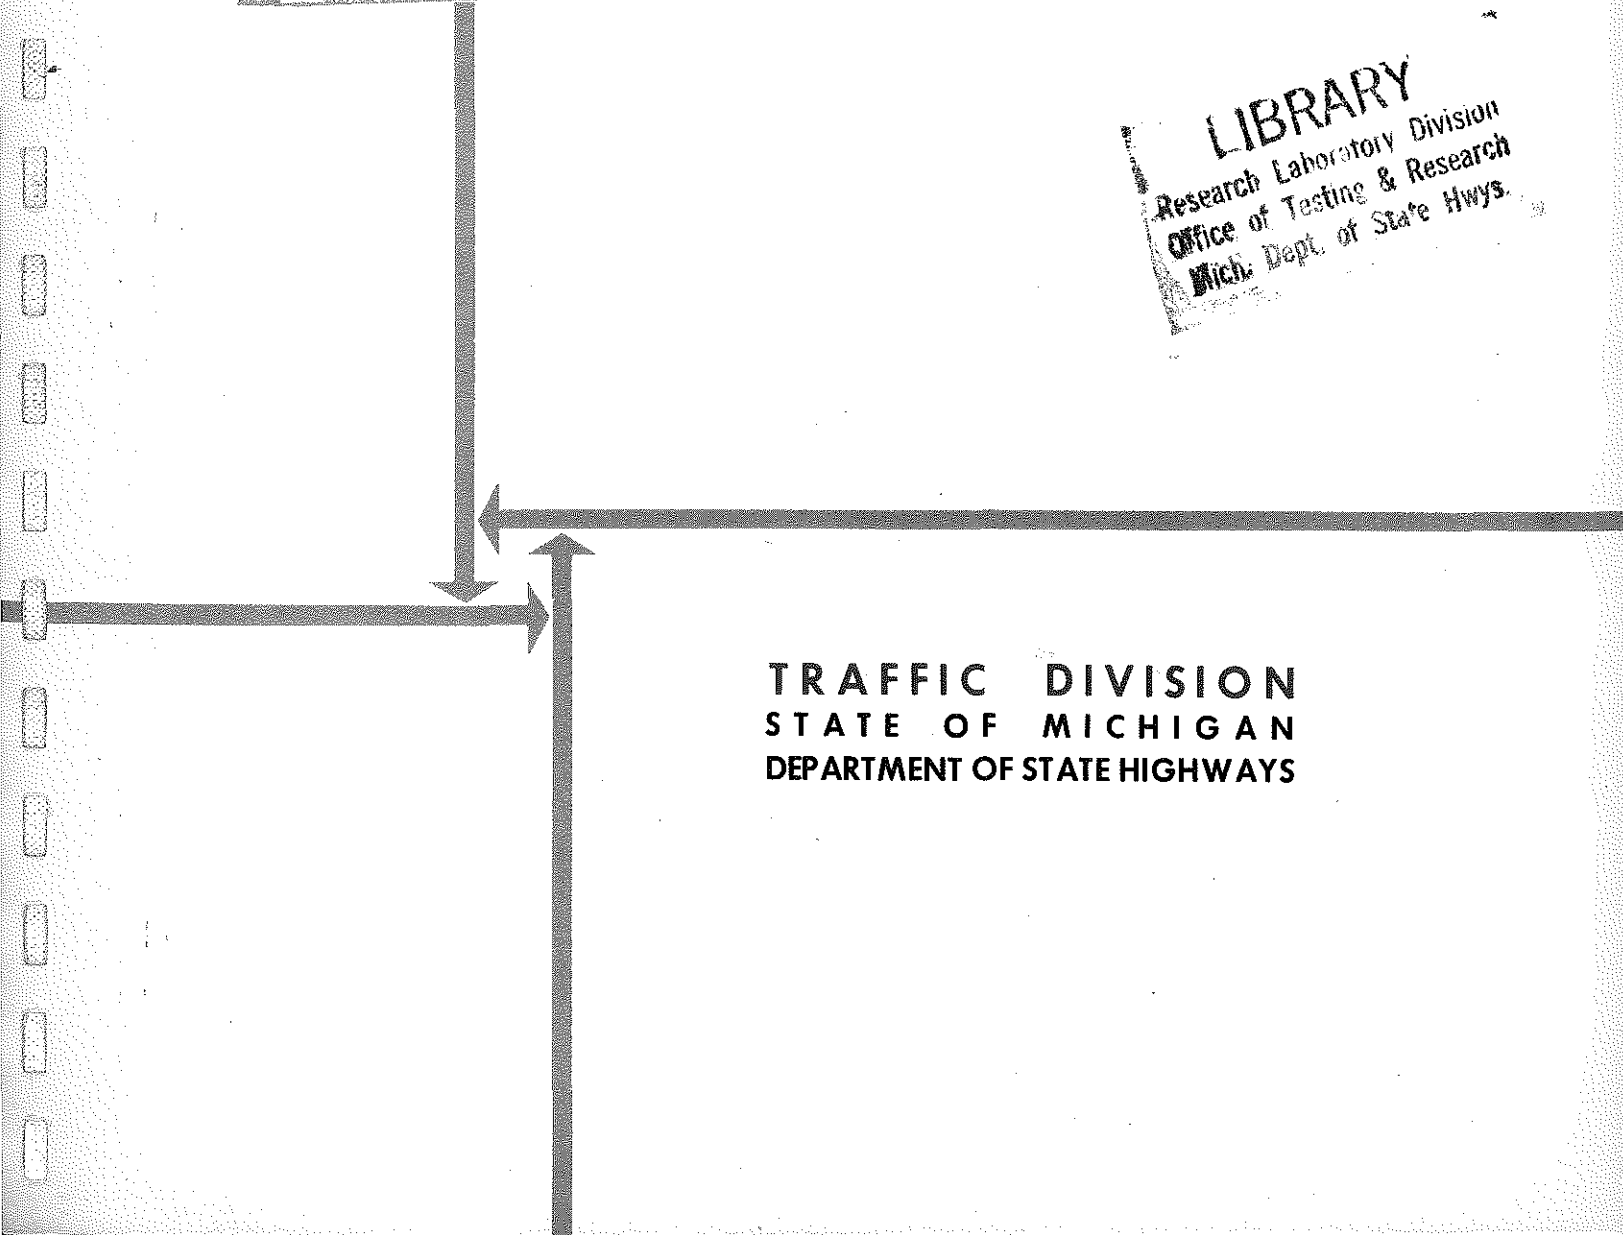 LIBRARY
Research Laboratory Division
Office of Testing & Research
Mich. Dept. of State Hwys.
TRAFFIC DIVISION
STATE OF MICHIGAN
DEPARTMENT OF STATE HIGHWAYS